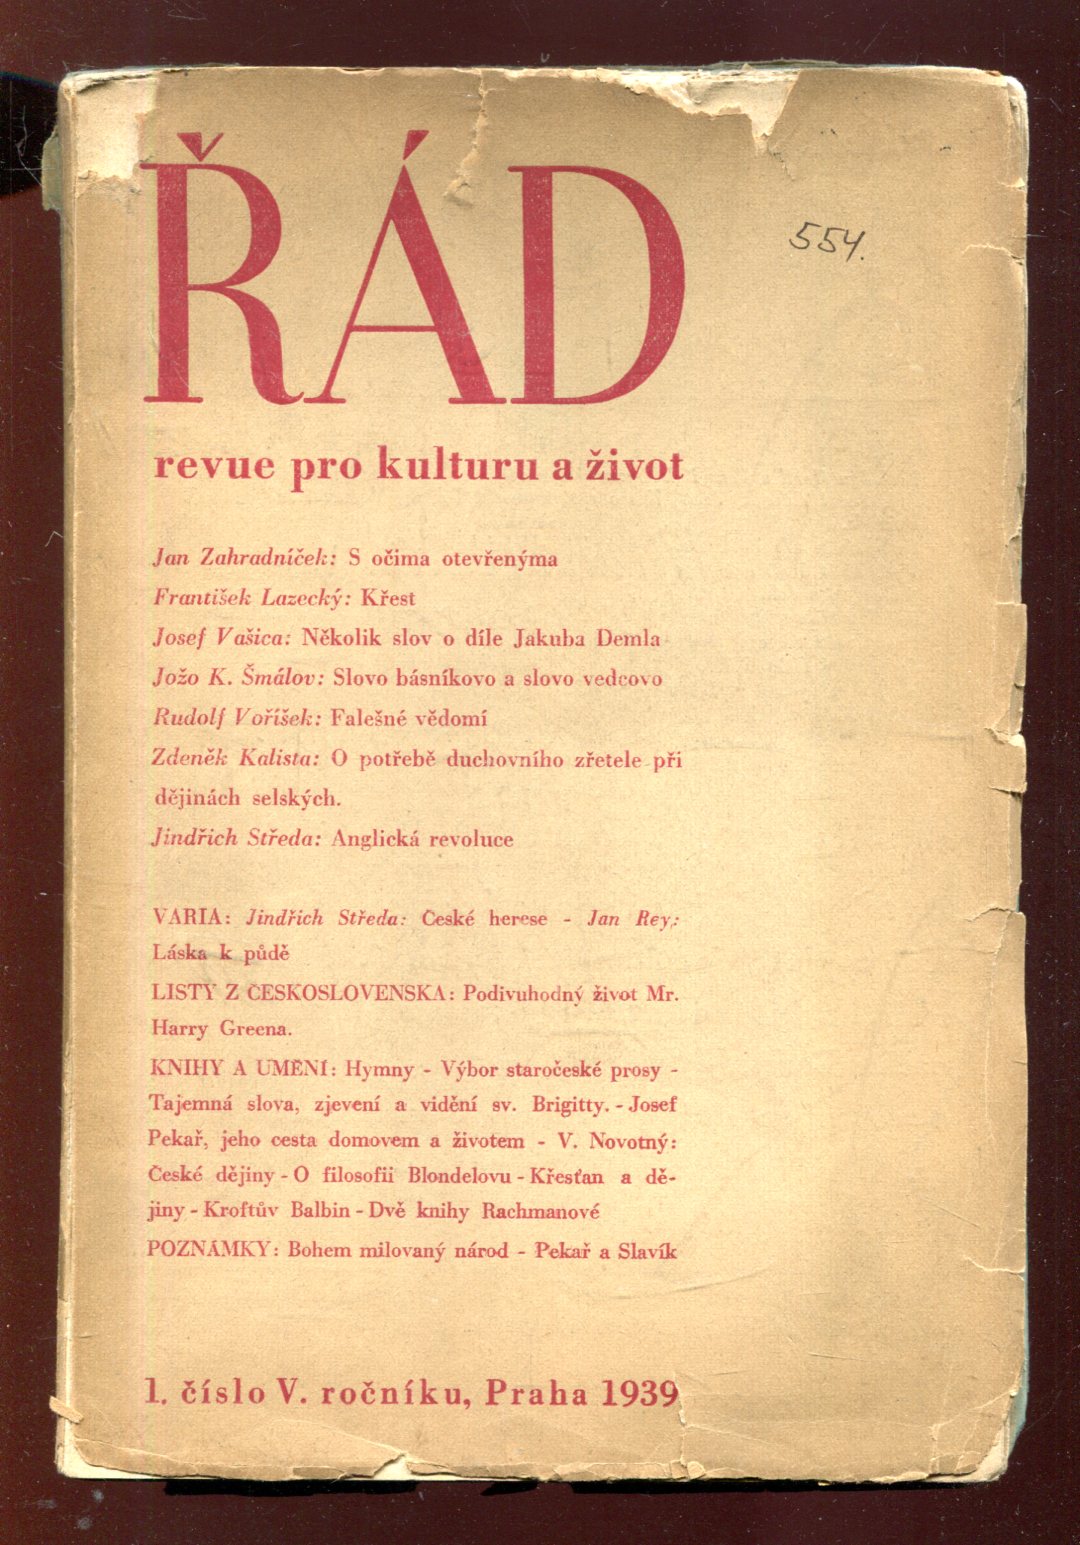 ŘÁD
554.
revue pro kulturu a život
Jan Zahradníček: S očima otevřenýma
František Lazecký: Křest
Josef Vašica: Několik slov o díle Jakuba Demla
Jožo K. Šmálov: Slovo básníkovo a slovo vedcovo
Rudolf Voříšek: Falešné vědomí
Zdeněk Kalista: O potřebě duchovního zřetele při
dějinách selských.
Jindřich Středa: Anglická revoluce
VARIA: Jindřich Středa: České herese - Jan Rey:
Láska k půdě
LISTY Z ČESKOSLOVENSKA: Podivuhodný život Mr.
Harry Greena.
KNIHY A UMĚNÍ: Hymny - Výbor staročeské prosy -
Tajemná slova, zjevení a vidění sv. Brigitty. - Josef
Pekař, jeho cesta domovem a životem - V. Novotný:
České dějiny - O filosofii Blondelovu - Křesťan a dě-
jiny - Kroftův Balbin - Dvě knihy Rachmanové
POZNÁMKY: Bohem milovaný národ - Pekař a Slavík
1. číslo V. ročníku, Praha 1939